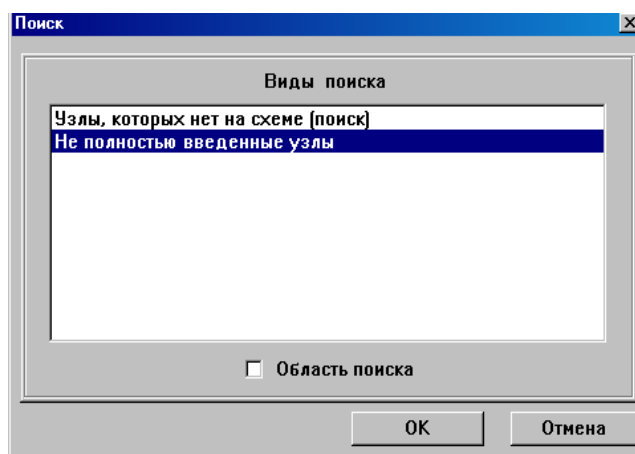 Поиск
Виды поиска
Узлы, которых нет на схеме (поиск)
Не полностью введенные узлы
Область поиска
OK
Отмена